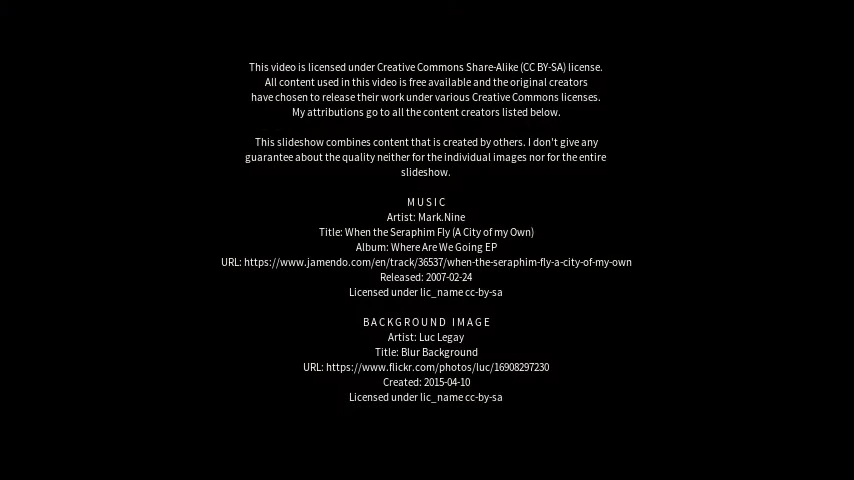 This video is licensed under Creative Commons Share-Alike (CC BY-SA) license.
All content used in this video is free available and the original creators
have chosen to release their work under various Creative Commons licenses.
My attributions go to all the content creators listed below.
This slideshow combines content that is created by others. I don't give any
guarantee about the quality neither for the individual images nor for the entire
slideshow.
MUSIC
Artist: Mark.Nine
Title: When the Seraphim Fly (A City of my Own)
Album: Where Are We Going EP
URL: https://www.jamendo.com/en/track/36537/when-the-seraphim-fly-a-city-of-my-own
Released: 2007-02-24
Licensed under lic_name cc-by-sa
BACKGROUND IMAGE
Artist: Luc Legay
Title: Blur Background
URL: https://www.flickr.com/photos/luc/16908297230
Created: 2015-04-10
Licensed under lic_name cc-by-sa